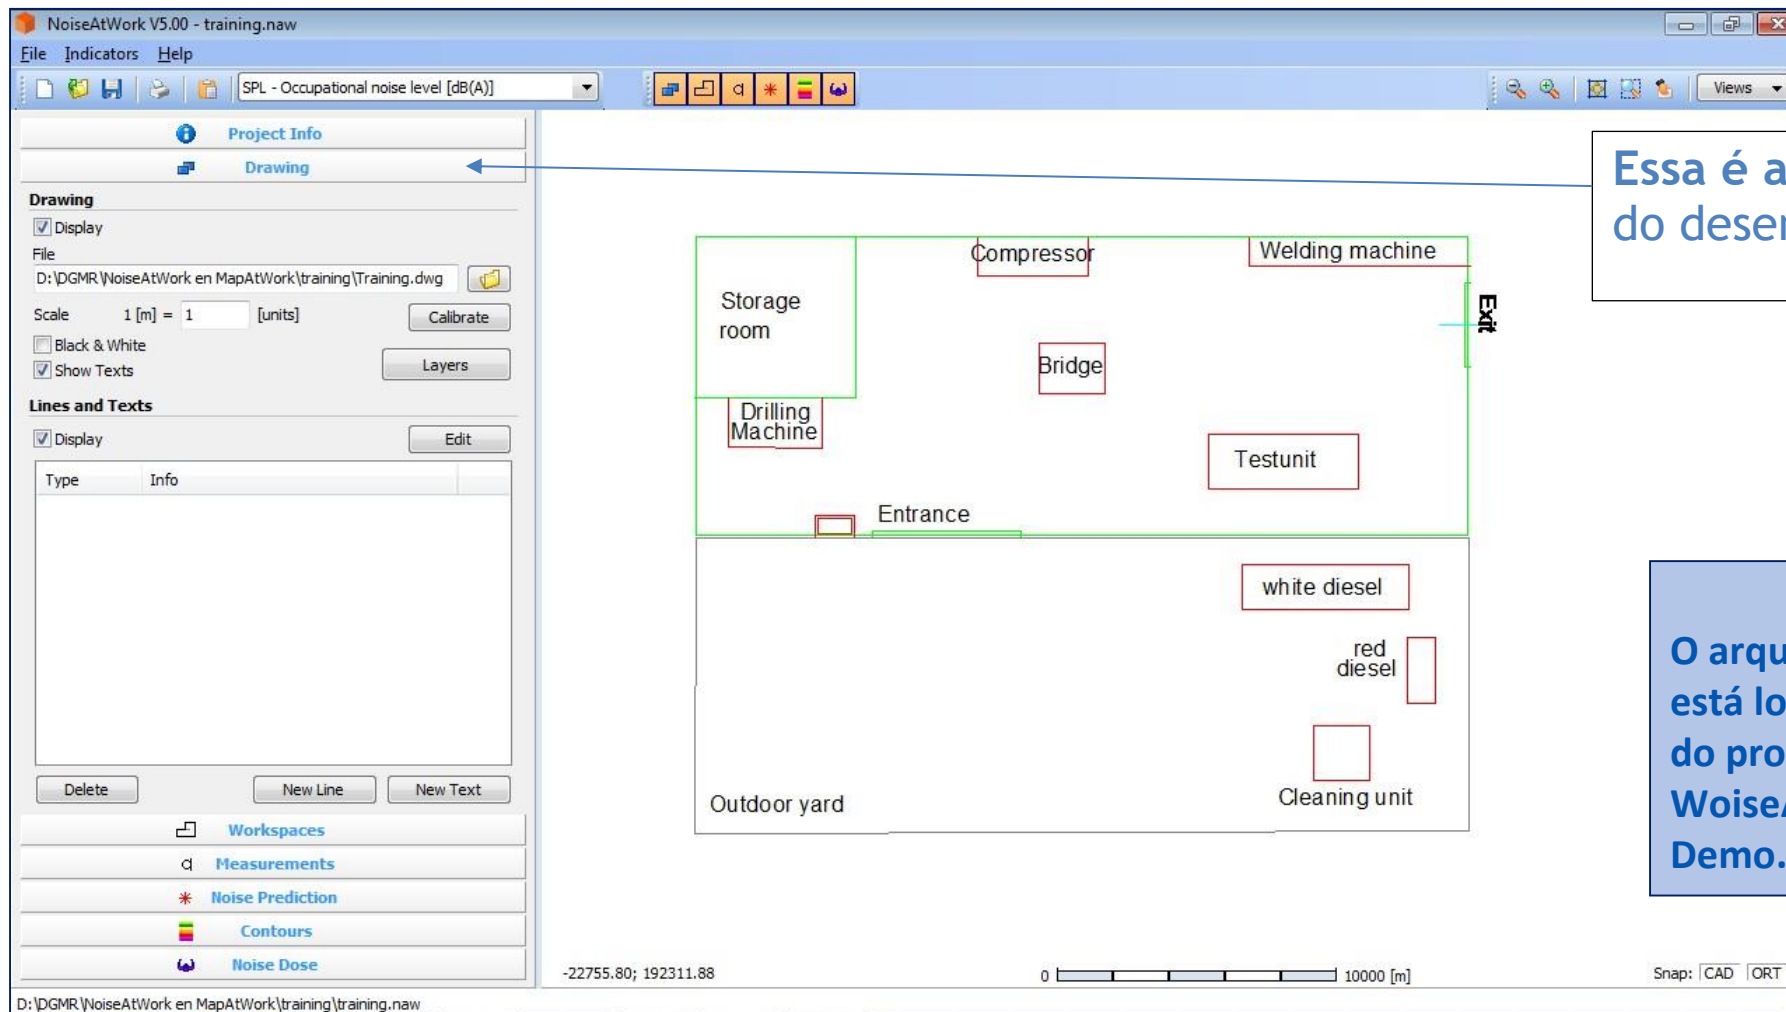 NoiseAtWork V5.00 - training.naw
File Indicators Help
SPL - Occupational noise level [dB(A)]
Views
Project Info
Drawing
Drawing
Display
File
D:\DGMR\NoiseAtWork en MapAtWork\training\Training.dwg
Scale 1 [m] = 1 [units] Calibrate
Black & White
Show Texts
Layers
Lines and Texts
Display Edit
Type Info
Delete New Line New Text
Workspaces
Measurements
Noise Prediction
Contours
Noise Dose
D:\DGMR\NoiseAtWork en MapAtWork\training\training.naw
Compressor
Welding machine
Storage
room
Exit
Bridge
Drilling
Machine
Testunit
Entrance
white diesel
red
diesel
Cleaning unit
Outdoor yard
-22755.80; 192311.88
0 10000 [m]
Snap: CAD ORT
Essa é a
do
O
está
do
Demo.